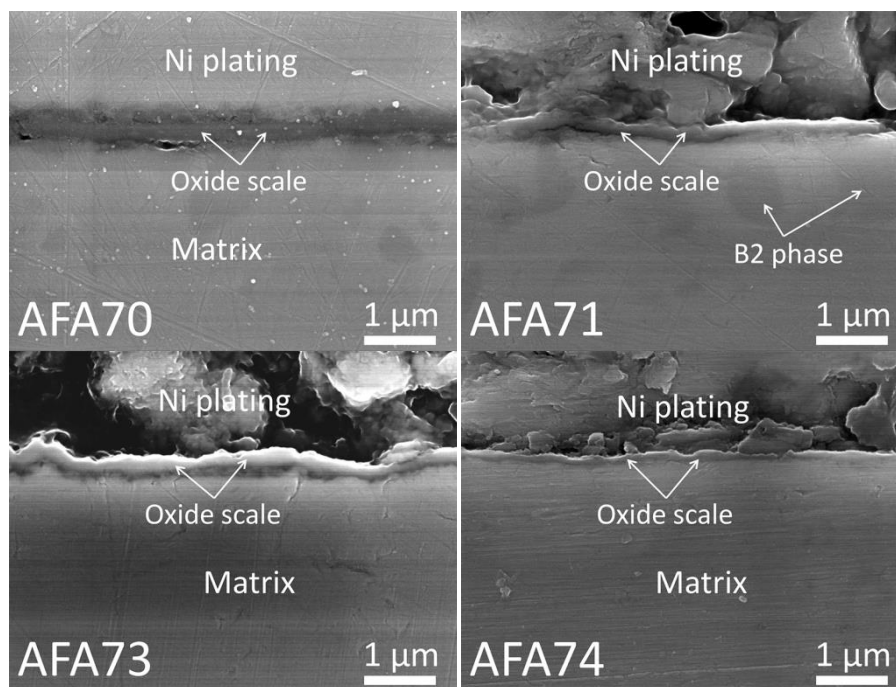 Ni plating
Oxide scale
Matrix
AFA70
1 µm
Ni plating
Oxide scale
B2 phase
AFA71
1 µm
Ni plating
Oxide scale
Matrix
AFA73
1 µm
Ni plating
Oxide scale
Matrix
AFA74
1 µm